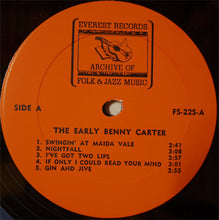 EVEREST RECORDS
ARCHIVE OF
FOLK & JAZZ MUSIC
SIDE A
FS-225-A
THE EARLY BENNY CARTER
1. SWINGIN' AT MAIDA VALE 2:41
2. NIGHTFALL 3:08
3. I'VE GOT TWO LIPS 2:57
4. IF ONLY I COULD READ YOUR MIND 2:58
5. GIN AND JIVE 2:55